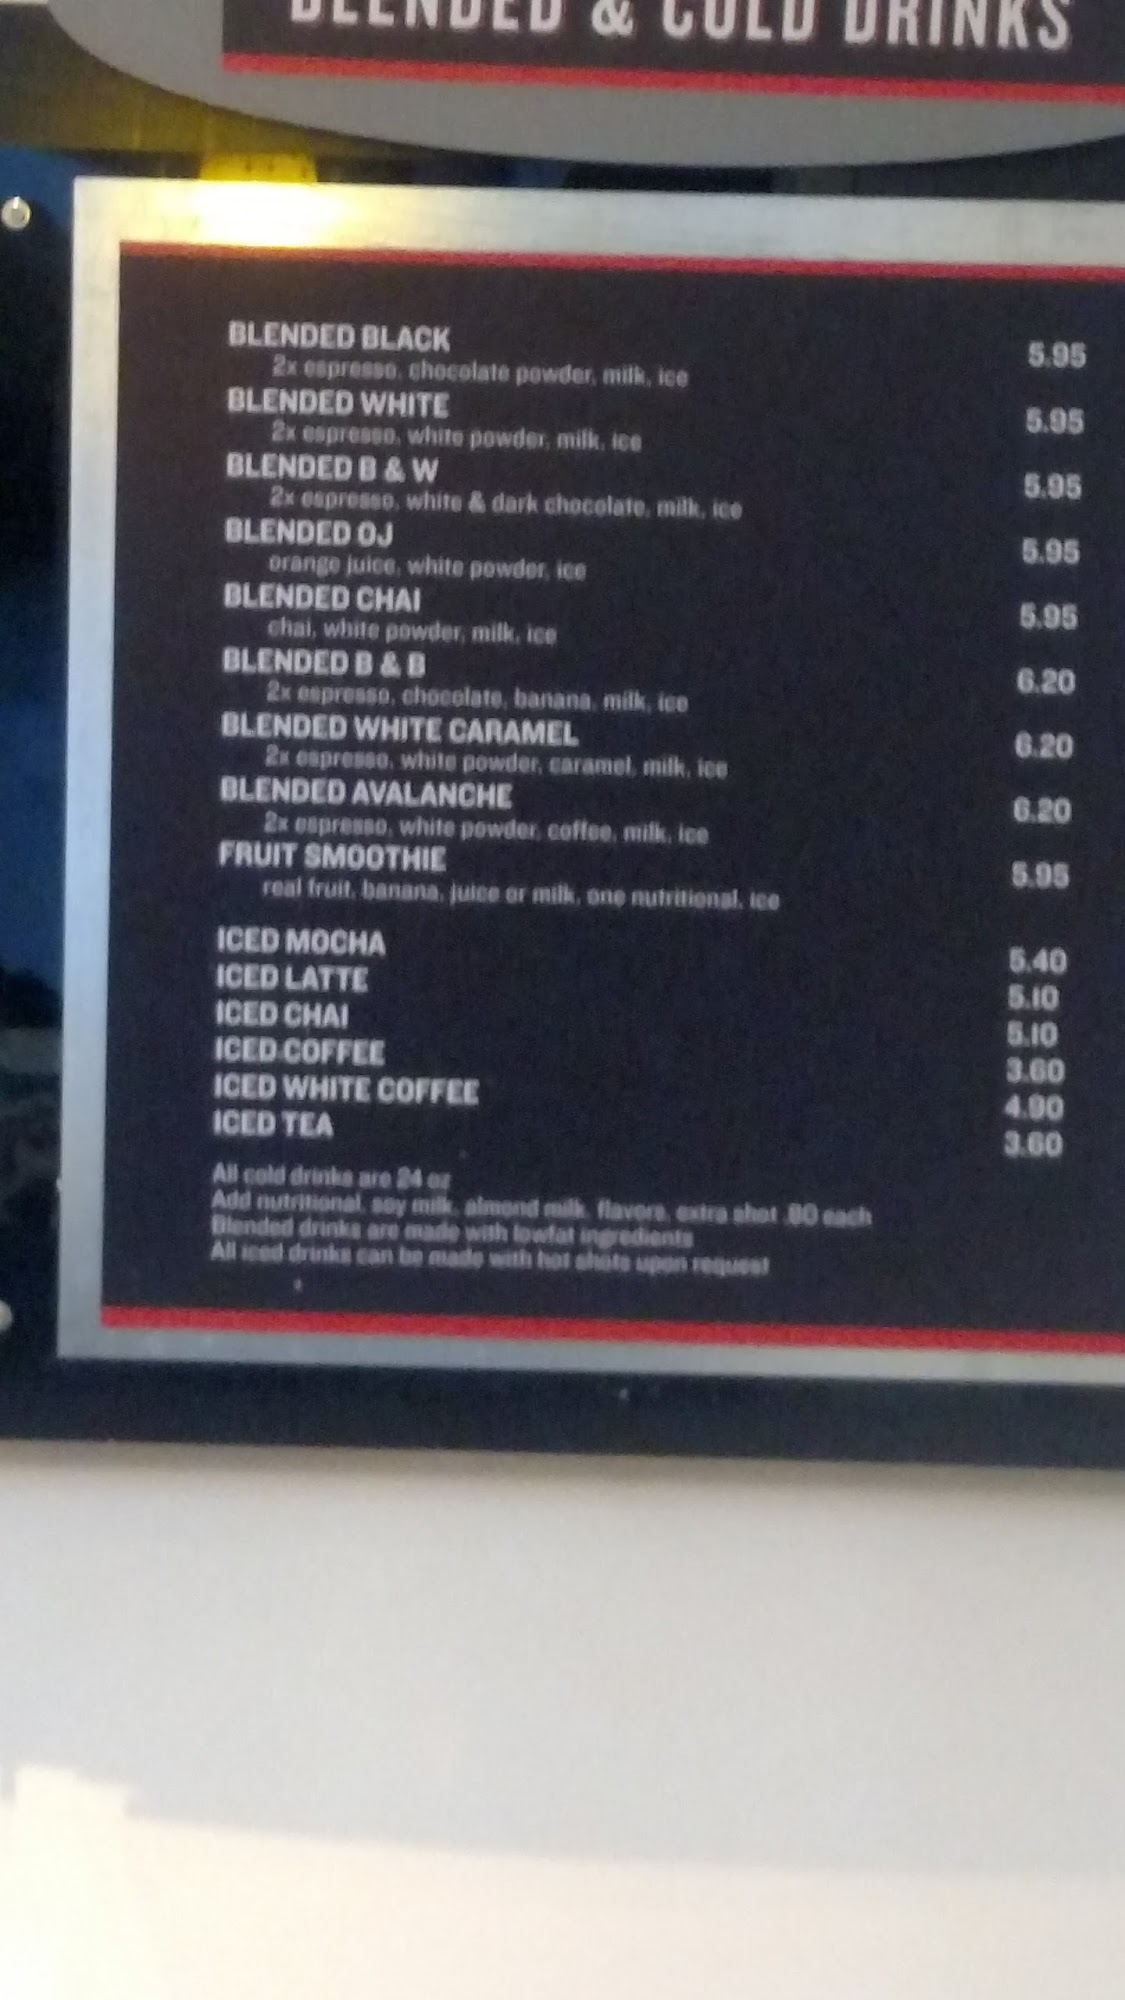 BLENDED & COLD DRINKS
BLENDED BLACK 5.95
2x espresso, chocolate powder, milk, ice
BLENDED WHITE 5.95
2x espresso, white powder, milk, ice
BLENDED B & W 5.95
2x espresso, white & dark chocolate, milk, ice
BLENDED OJ 5.95
orange juice, white powder, ice
BLENDED CHAI 5.95
chai, white powder, milk, ice
BLENDED B & B 6.20
2x espresso, chocolate, banana, milk, ice
BLENDED WHITE CARAMEL 6.20
2x espresso, white powder, caramel, milk, ice
BLENDED AVALANCHE 6.20
2x espresso, white powder, coffee, milk, ice
FRUIT SMOOTHIE 5.95
real fruit, banana, juice or milk, one nutritional, ice
ICED MOCHA 5.40
ICED LATTE 5.10
ICED CHAI 5.10
ICED COFFEE 3.60
ICED WHITE COFFEE 4.90
ICED TEA 3.60
All cold drinks are 24 oz
Add nutritional, soy milk, almond milk, flavors, extra shot .80 each
Blended drinks are made with lowfat ingredients
All iced drinks can be made with hot shots upon request